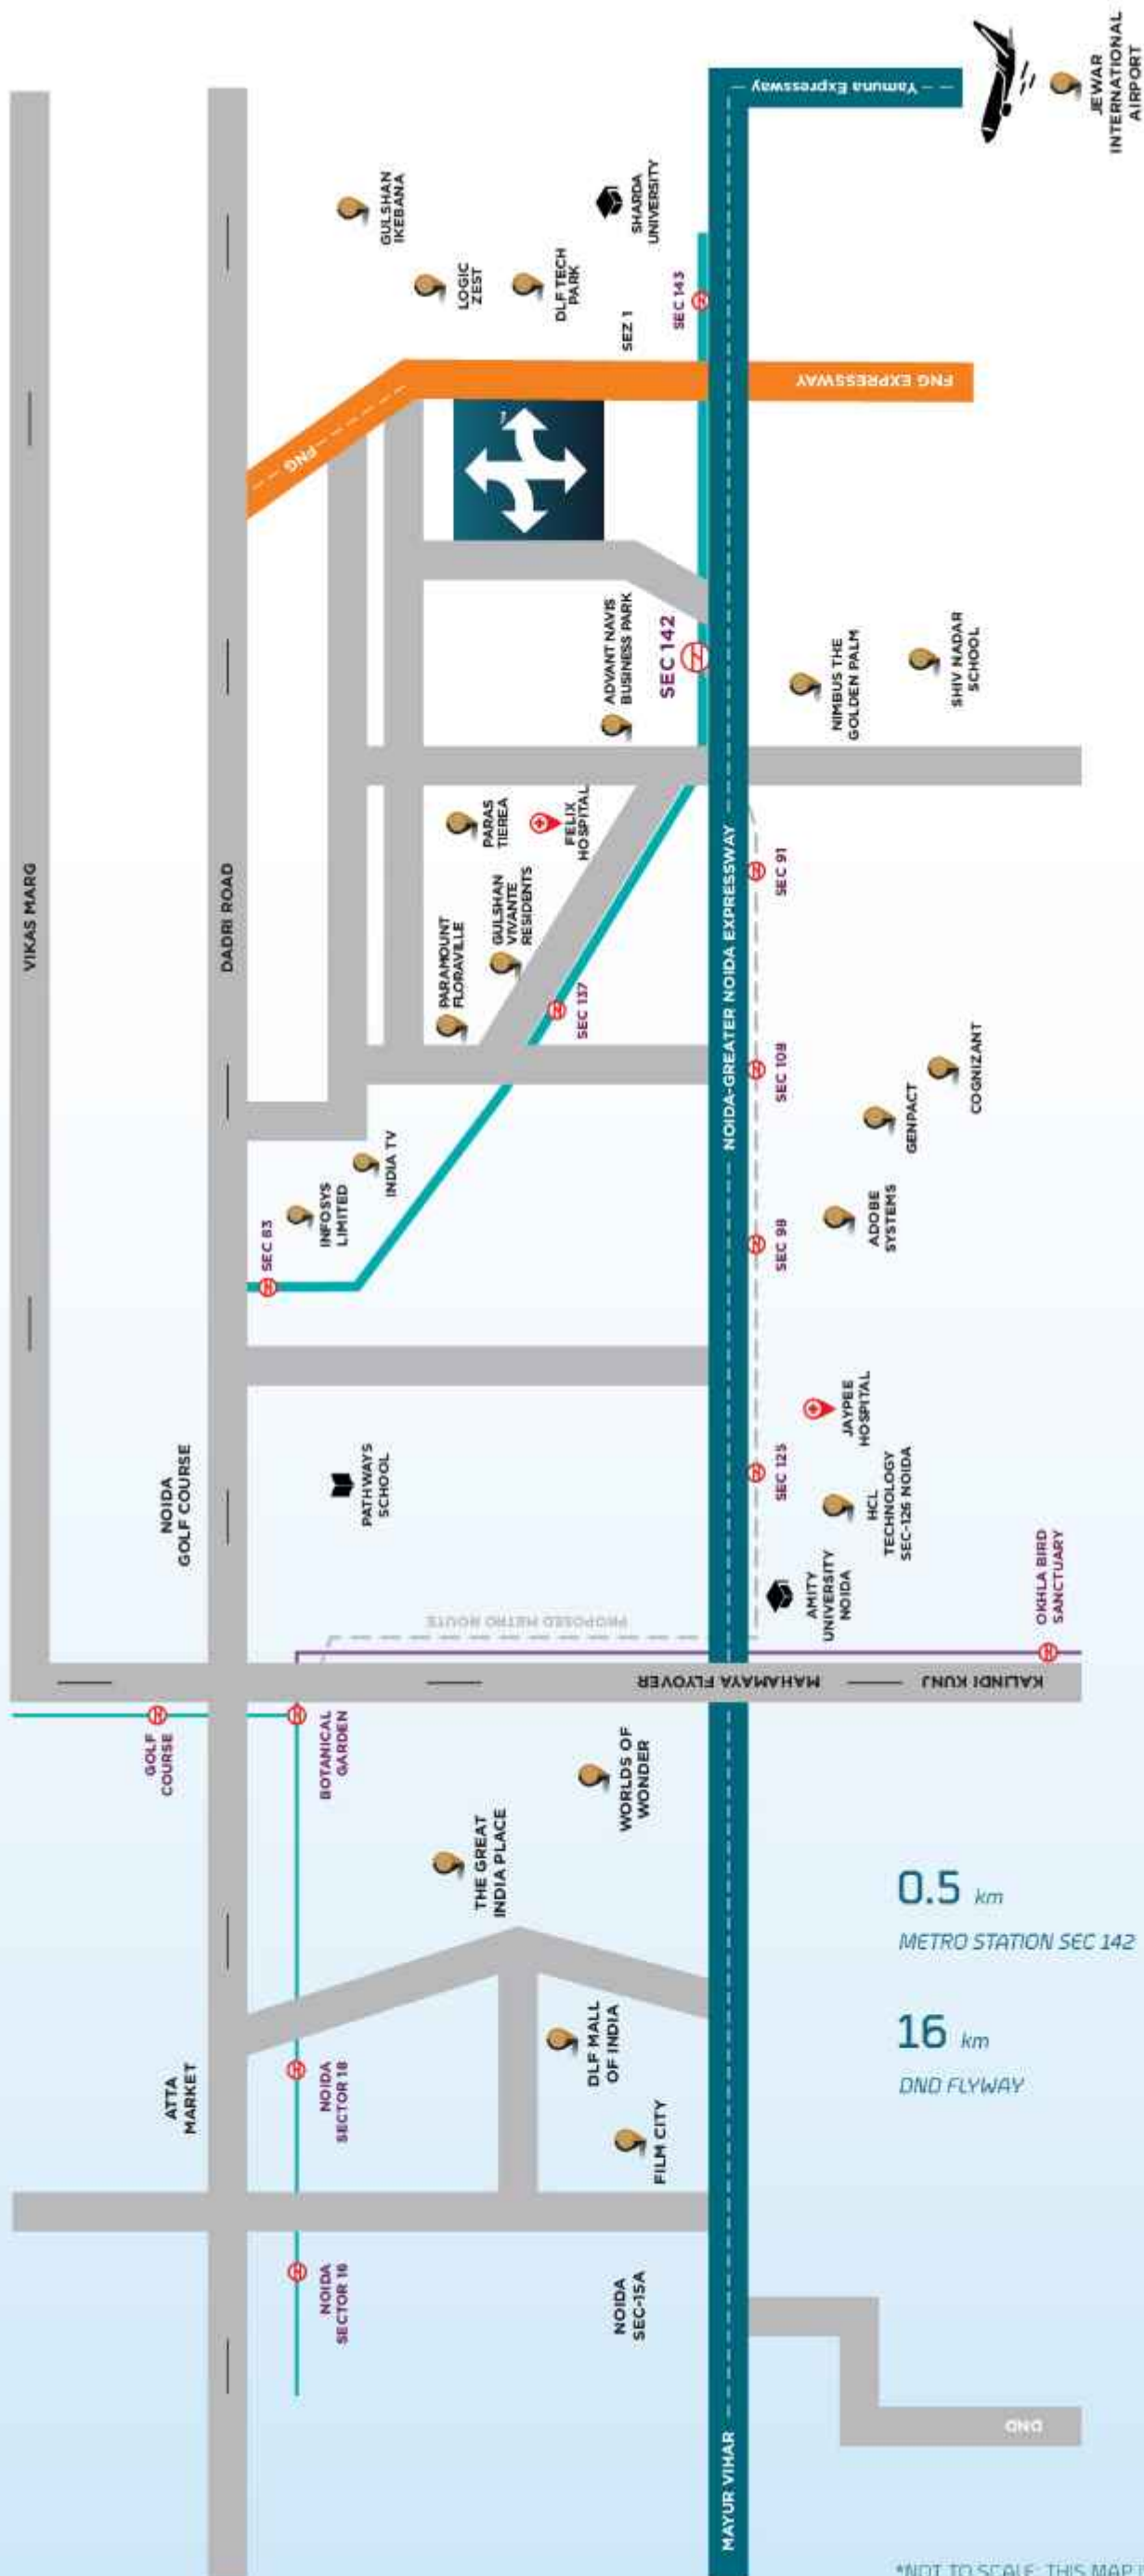 VIKAS MARG
DADRI ROAD
NOIDA
GOLF COURSE
ATTA
MARKET
GOLF
COURSE
BOTANICAL
GARDEN
NOIDA
SECTOR 18
NOIDA
SECTOR 16
SEC 83
INFOSYS
LIMITED
INDIA TV
PATHWAYS
SCHOOL
FNG
GULSHAN
IKEBANA
LOGIC
ZEST
DLF TECH
PARK
SHARDA
UNIVERSITY
SEZ 1
SEC 143
Yamuna Expressway
JEWAR
INTERNATIONAL
AIRPORT
FNG EXPRESSWAY
ADVANT NAVIS
BUSINESS PARK
SEC 142
PARAS
TIEREA
FELIX
HOSPITAL
GULSHAN
VIVANTE
RESIDENTS
PARAMOUNT
FLORAVILLE
SEC 137
NOIDA-GREATER NOIDA EXPRESSWAY
NIMBUS THE
GOLDEN PALM
SHIV NADAR
SCHOOL
SEC 91
SEC 108
SEC 98
SEC 125
COGNIZANT
GENPACT
ADOBE
SYSTEMS
JAYPEE
HOSPITAL
HCL
TECHNOLOGY
SEC-126 NOIDA
AMITY
UNIVERSITY
NOIDA
OKHLA BIRD
SANCTUARY
PROPOSED METRO ROUTE
MAHAMAYA FLYOVER
KALINDI KUNJ
THE GREAT
INDIA PLACE
WORLDS OF
WONDER
DLF MALL
OF INDIA
FILM CITY
NOIDA
SEC-15A
MAYUR VIHAR
DND
0.5 km
METRO STATION SEC 142
16 km
DND FLYWAY
*NOT TO SCALE. THIS MAP